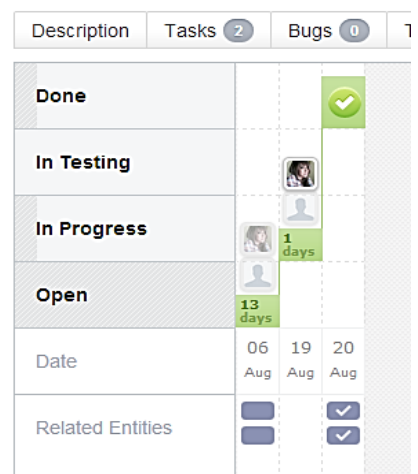 Description Tasks 2 Bugs 0
Done
In Testing
In Progress
1
days
Open
13
days
Date
06 19 20
Aug Aug Aug
Related Entities